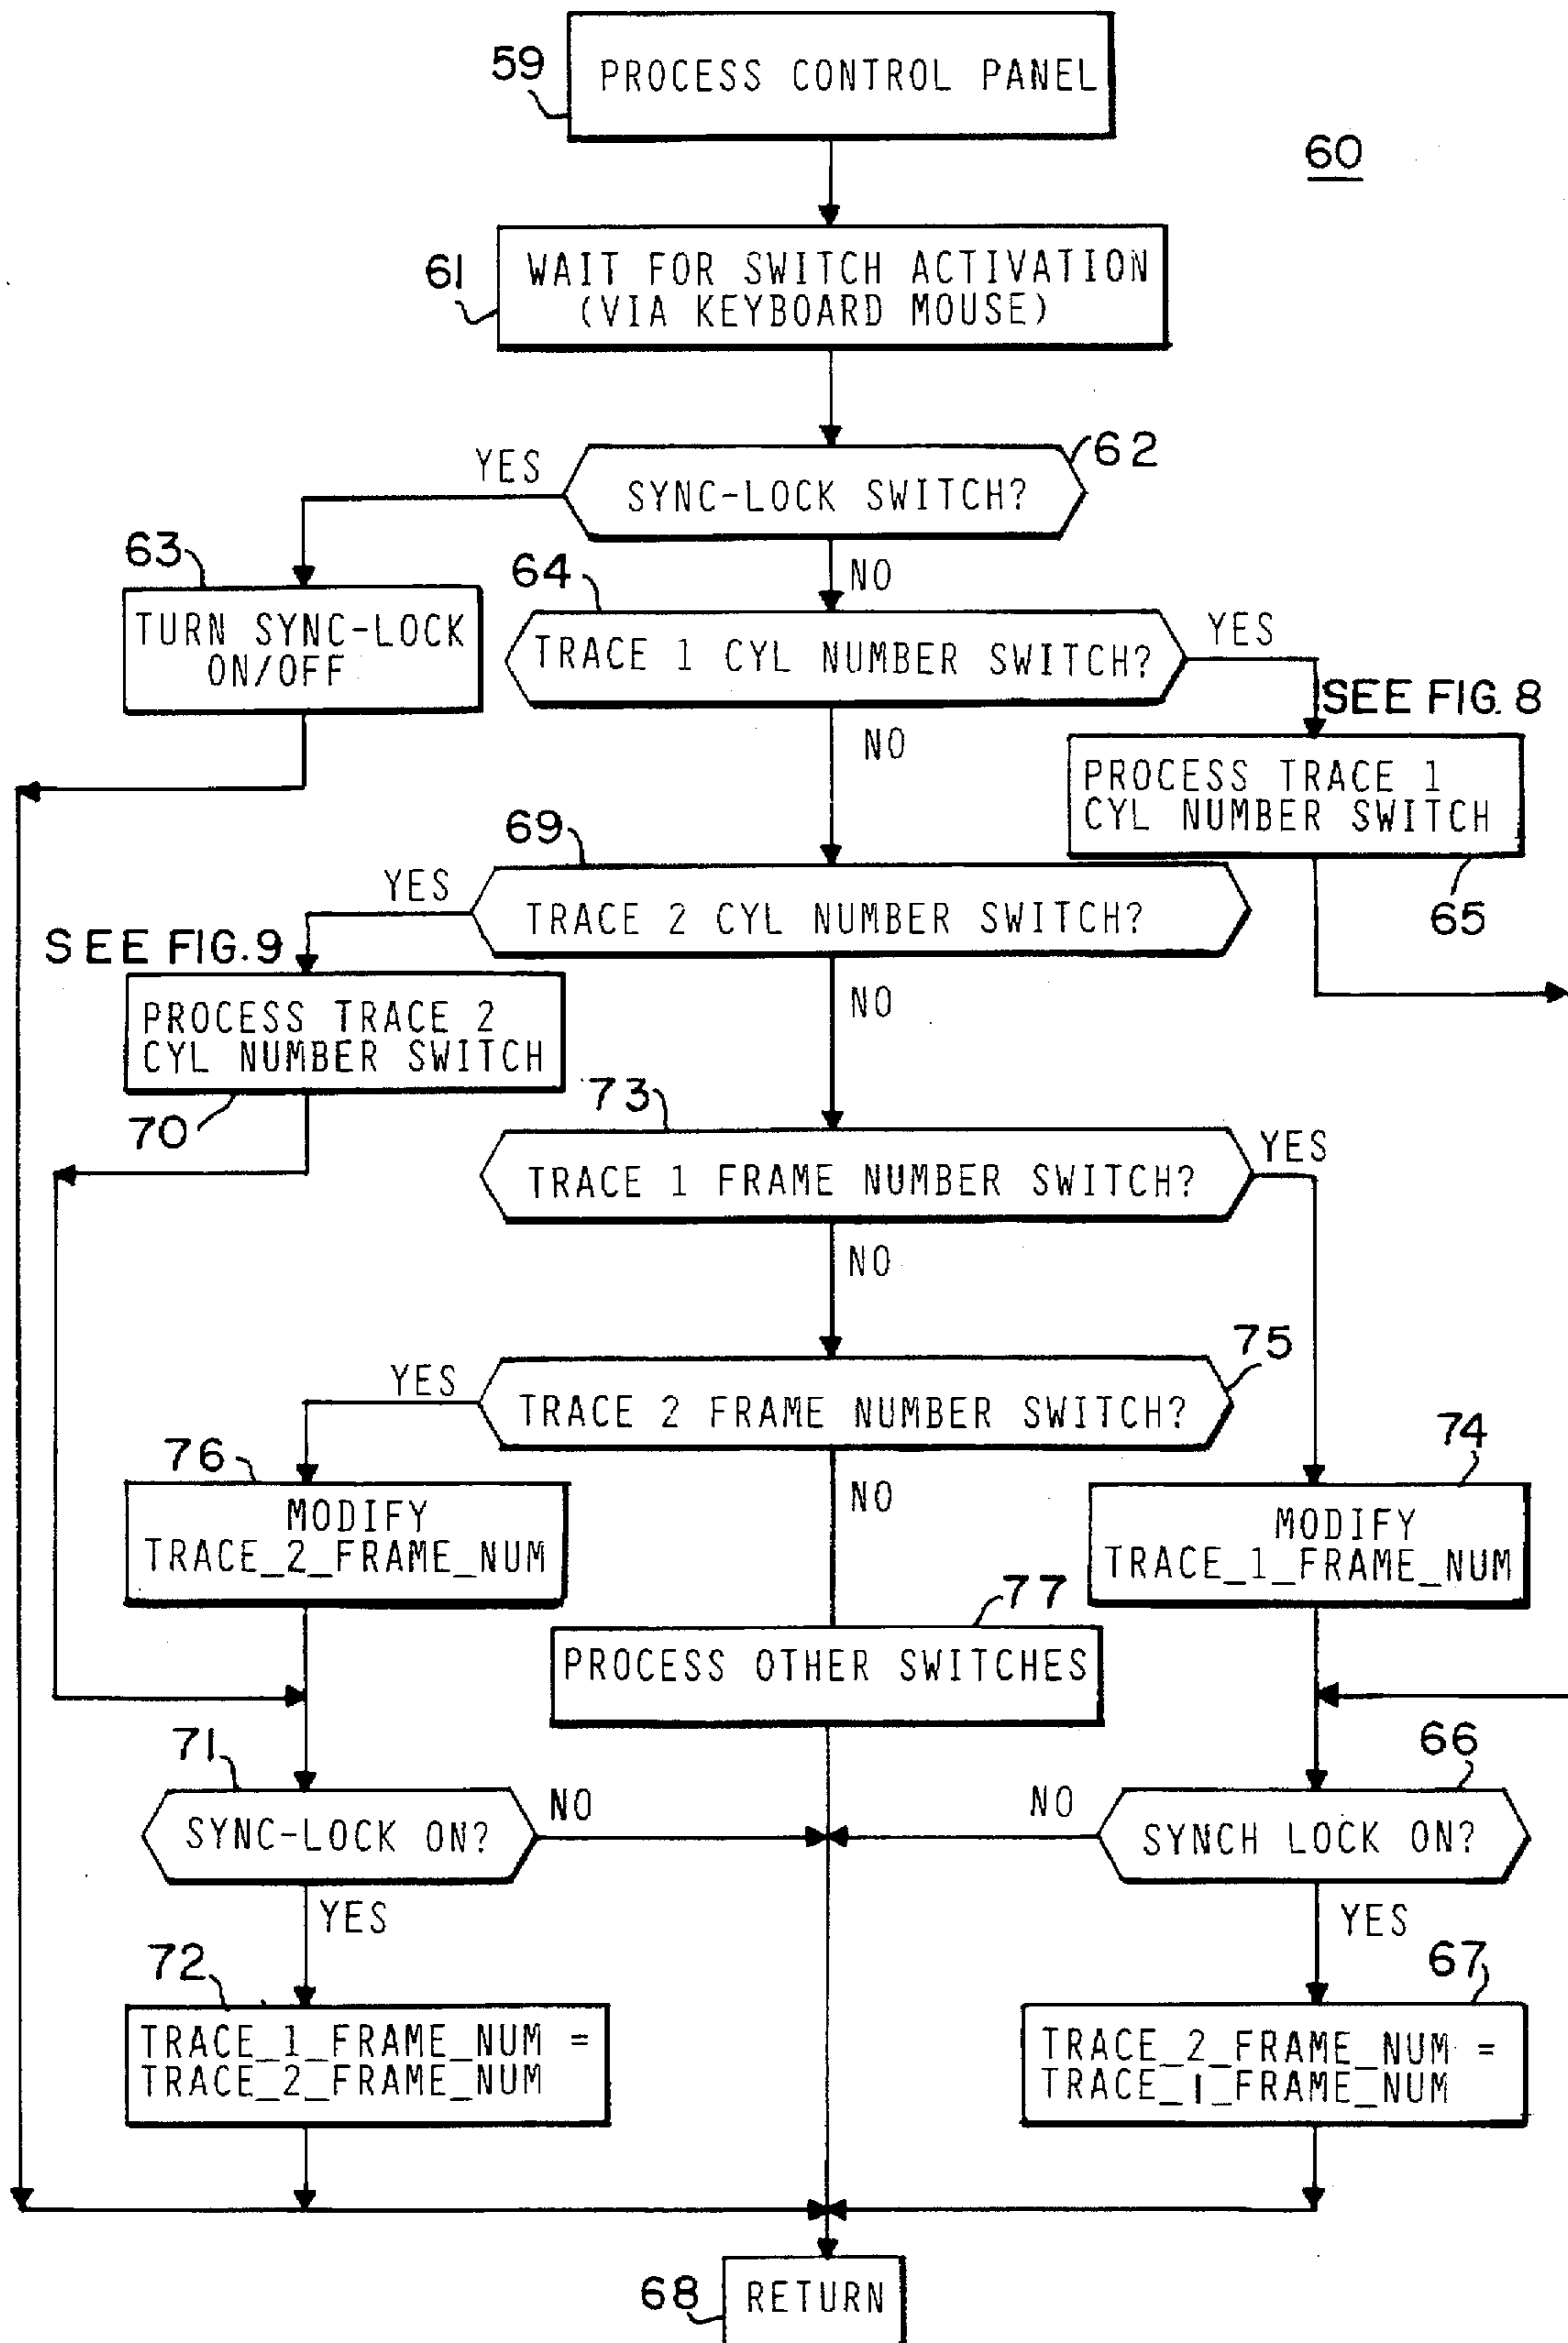 59
PROCESS CONTROL PANEL
60
61
WAIT FOR SWITCH ACTIVATION
(VIA KEYBOARD MOUSE)
62
YES
SYNC-LOCK SWITCH?
63
TURN SYNC-LOCK
ON/OFF
NO
64
TRACE 1 CYL NUMBER SWITCH?
YES
SEE FIG. 8
PROCESS TRACE 1
CYL NUMBER SWITCH
65
NO
69
YES
TRACE 2 CYL NUMBER SWITCH?
SEE FIG. 9
PROCESS TRACE 2
CYL NUMBER SWITCH
70
NO
73
TRACE 1 FRAME NUMBER SWITCH?
YES
NO
75
YES
TRACE 2 FRAME NUMBER SWITCH?
76
MODIFY
TRACE_2_FRAME_NUM
NO
74
MODIFY
TRACE_1_FRAME_NUM
77
PROCESS OTHER SWITCHES
71
SYNC-LOCK ON?
NO
66
NO
SYNCH LOCK ON?
YES
YES
72
TRACE_1_FRAME_NUM =
TRACE_2_FRAME_NUM
67
TRACE_2_FRAME_NUM =
TRACE_1_FRAME_NUM
68
RETURN